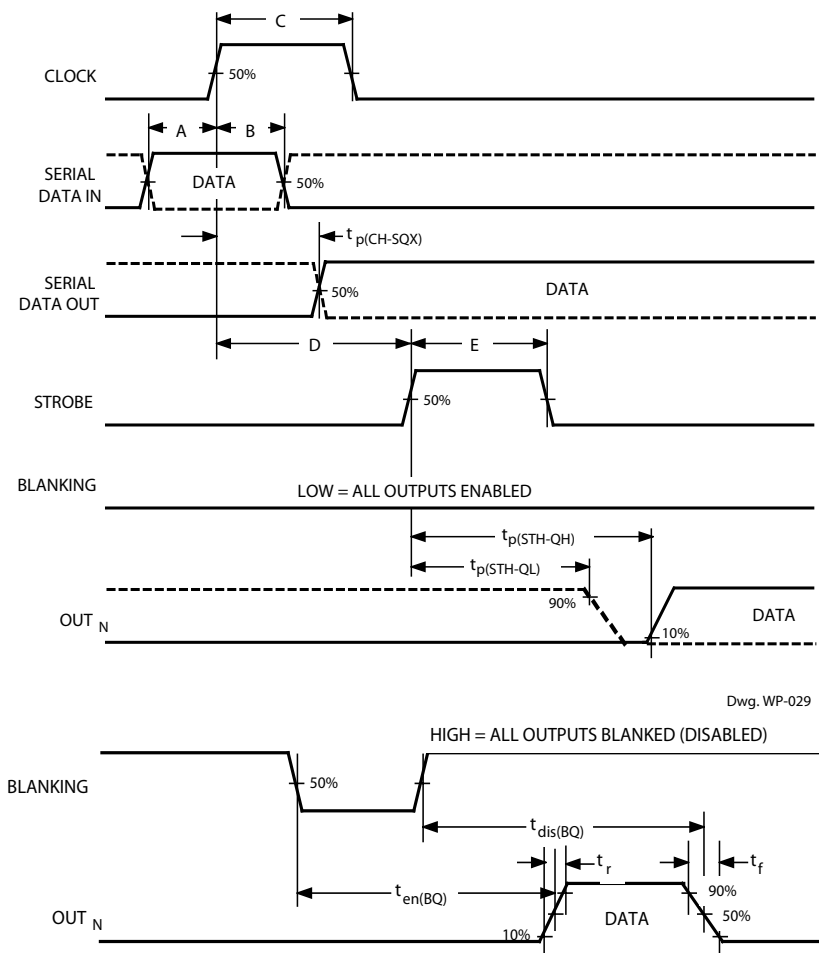 C
CLOCK
50%
A
B
SERIAL
DATA IN
DATA
50%
t p(CH-SQX)
SERIAL
DATA OUT
50%
DATA
D
E
STROBE
50%
BLANKING
LOW = ALL OUTPUTS ENABLED
t p(STH-QH)
t p(STH-QL)
90%
OUT N
DATA
10%
Dwg. WP-029
HIGH = ALL OUTPUTS BLANKED (DISABLED)
BLANKING
50%
t dis(BQ)
t en(BQ)
t r
t f
OUT N
10%
DATA
90%
50%